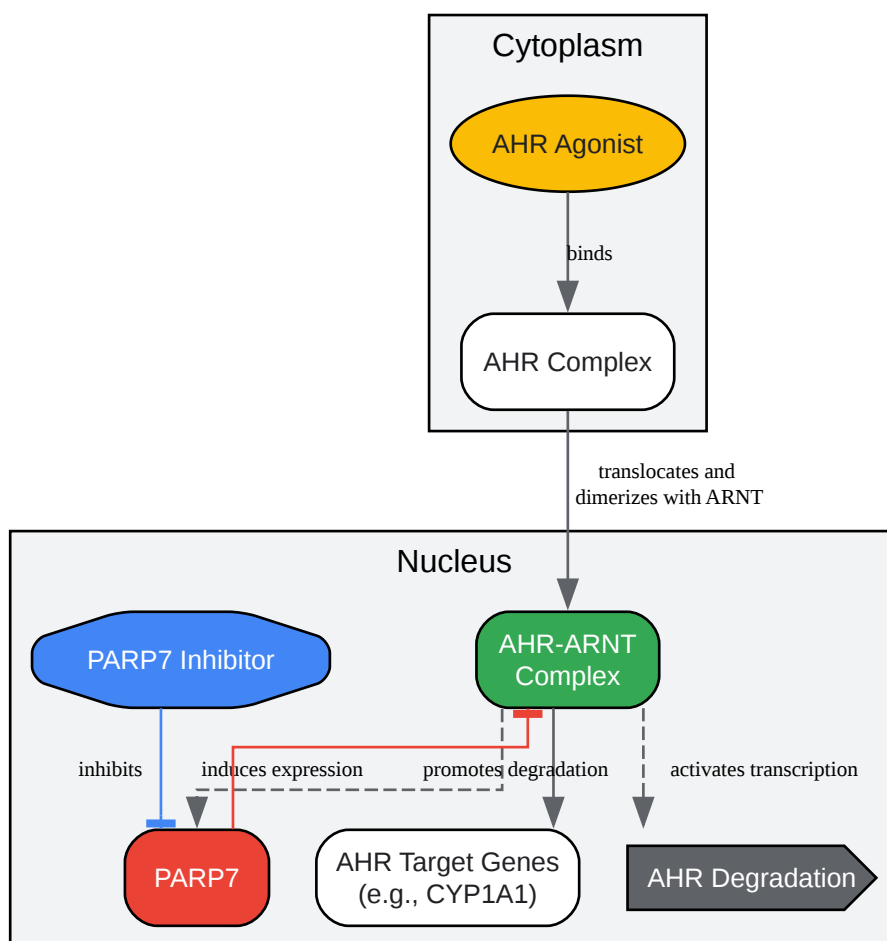 Cytoplasm
AHR Agonist
binds
AHR Complex
translocates and
dimerizes with ARNT
Nucleus
PARP7 Inhibitor
AHR-ARNT
Complex
inhibits
induces expression
promotes degradation
activates transcription
PARP7
AHR Target Genes
(e.g., CYP1A1)
AHR Degradation